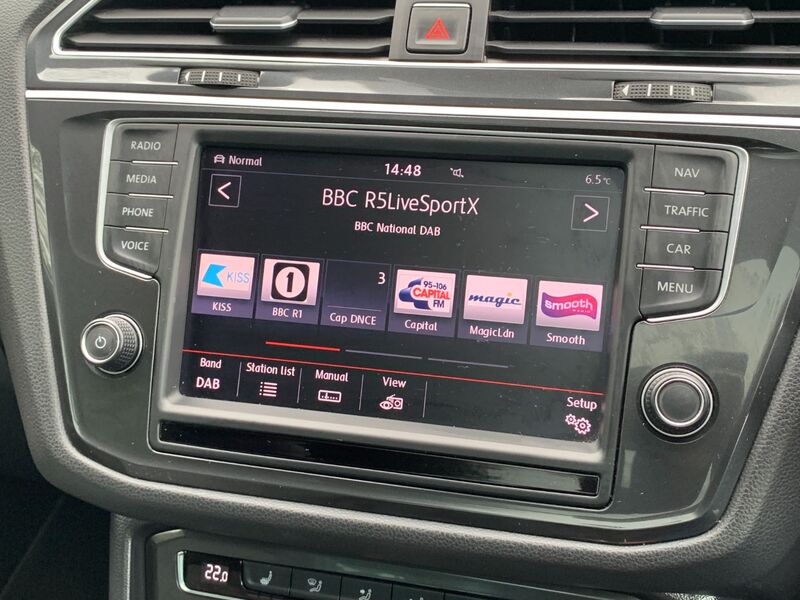 RADIO
MEDIA
PHONE
VOICE
NAV
TRAFFIC
CAR
MENU
Normal
14:48
6.5°C
<
BBC R5LiveSportX
>
BBC National DAB
KISS
KISS
1
BBC R1
3
Cap DNCE
95-106
CAPITAL
FM
Capital
magic
MagicLdn
smooth
Smooth
Band
DAB
Station list
Manual
View
Setup
22.0